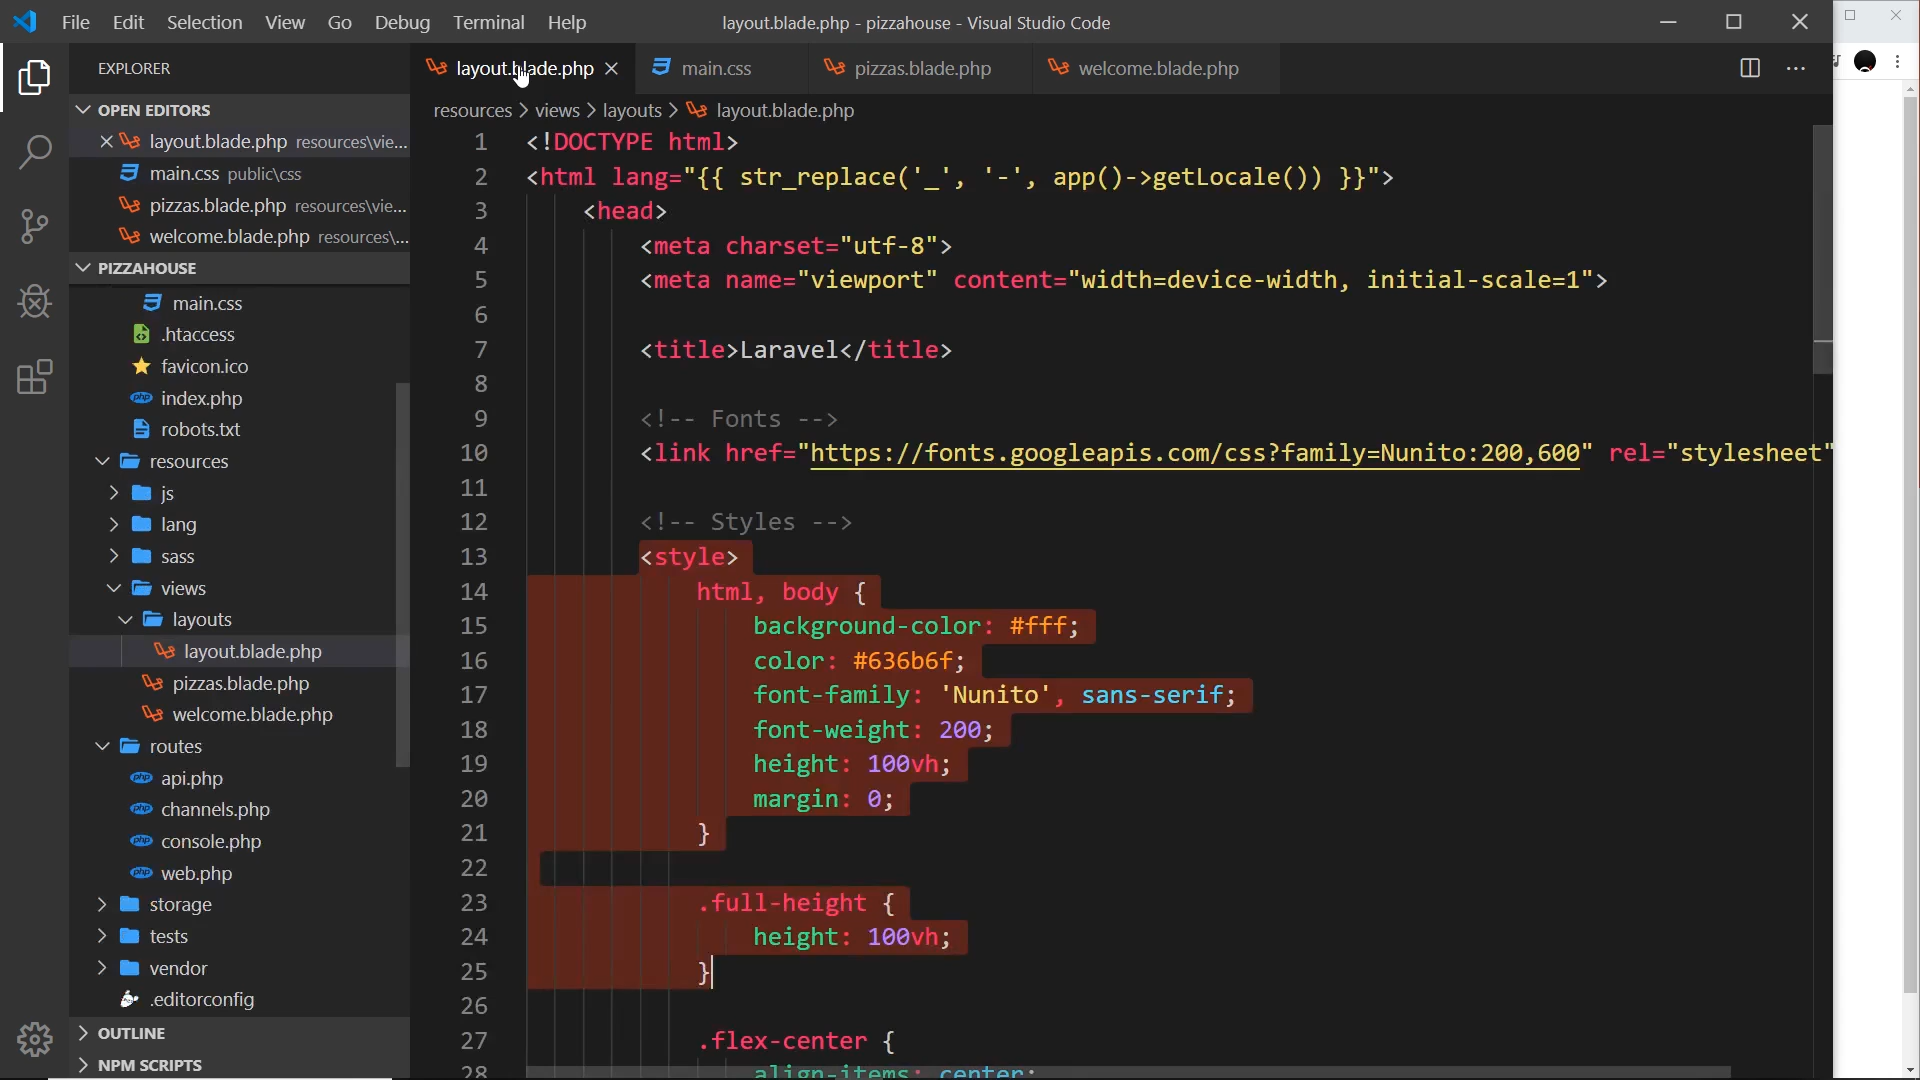 File Edit Selection View Go Debug Terminal Help
layout.blade.php - pizzahouse - Visual Studio Code
EXPLORER
OPEN EDITORS
layout.blade.php resources\vie...
main.css public\css
pizzas.blade.php resources\vie...
welcome.blade.php resources\...
PIZZAHOUSE
main.css
.htaccess
favicon.ico
index.php
robots.txt
resources
js
lang
sass
views
layouts
layout.blade.php
pizzas.blade.php
welcome.blade.php
routes
api.php
channels.php
console.php
web.php
storage
tests
vendor
.editorconfig
OUTLINE
NPM SCRIPTS
layout.blade.php main.css pizzas.blade.php welcome.blade.php
resources > views > layouts > layout.blade.php
1 <!DOCTYPE html>
2 <html lang="{{ str_replace('_', '-', app()->getLocale()) }}">
3 <head>
4 <meta charset="utf-8">
5 <meta name="viewport" content="width=device-width, initial-scale=1">
6
7 <title>Laravel</title>
8
9 <!-- Fonts -->
10 <link href="https://fonts.googleapis.com/css?family=Nunito:200,600" rel="stylesheet"
11
12 <!-- Styles -->
13 <style>
14 html, body {
15 background-color: #fff;
16 color: #636b6f;
17 font-family: 'Nunito', sans-serif;
18 font-weight: 200;
19 height: 100vh;
20 margin: 0;
21 }
22
23 .full-height {
24 height: 100vh;
25 }
26
27 .flex-center {
28 align-items: center;